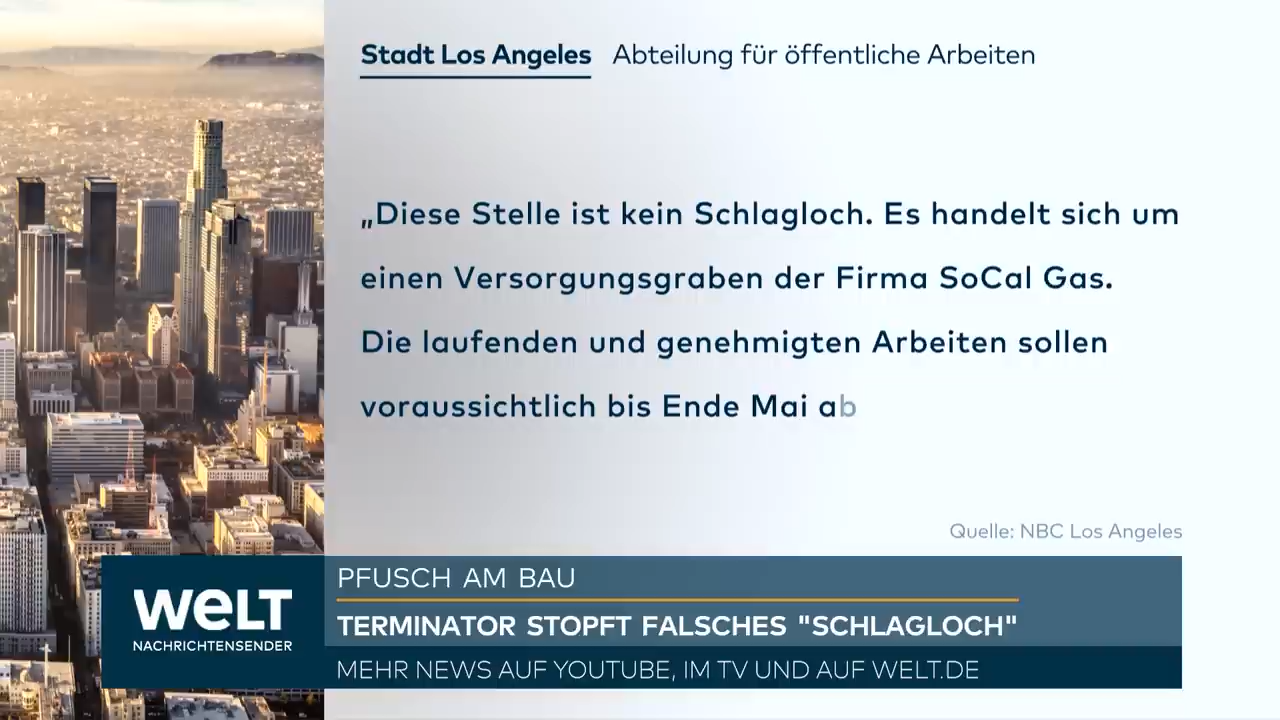 Stadt Los Angeles Abteilung für öffentliche Arbeiten
„Diese Stelle ist kein Schlagloch. Es handelt sich um
einen Versorgungsgraben der Firma SoCal Gas.
Die laufenden und genehmigten Arbeiten sollen
voraussichtlich bis Ende Mai ab
Quelle: NBC Los Angeles
welt
NACHRICHTENSENDER
PFUSCH AM BAU
TERMINATOR STOPFT FALSCHES "SCHLAGLOCH"
MEHR NEWS AUF YOUTUBE, IM TV UND AUF WELT.DE